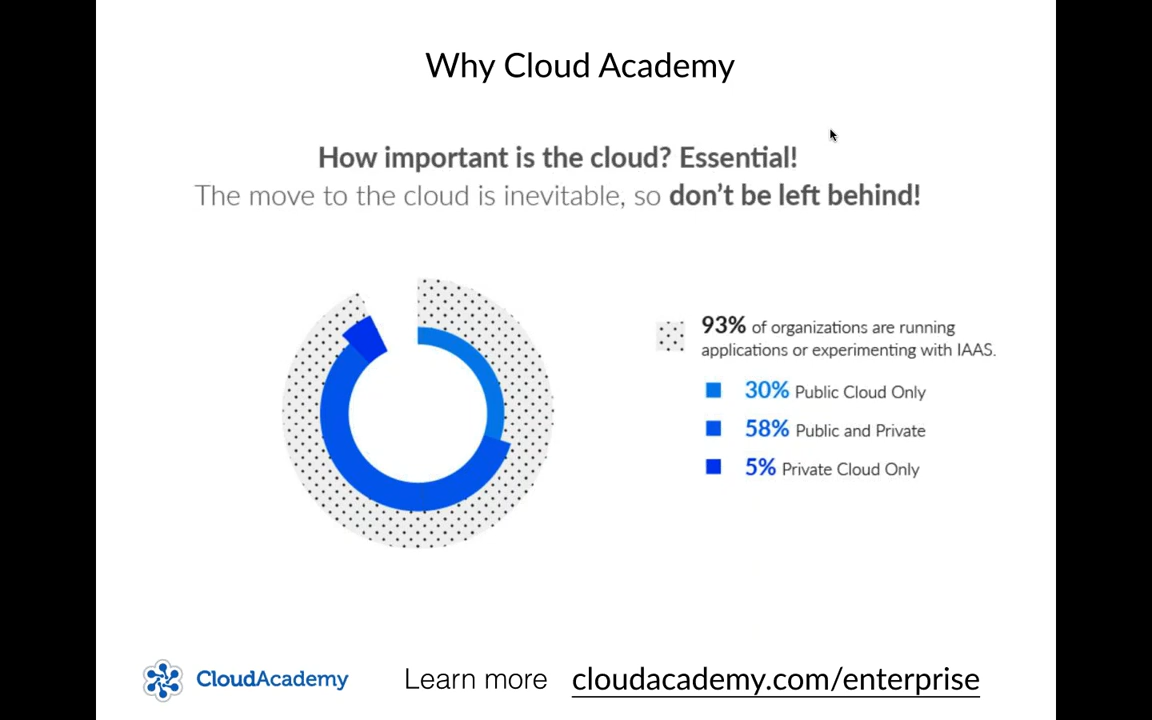 Why Cloud Academy
How important is the cloud? Essential!
The move to the cloud is inevitable, so don't be left behind!
93% of organizations are running
applications or experimenting with IAAS.
30% Public Cloud Only
58% Public and Private
5% Private Cloud Only
CloudAcademy
Learn more cloudacademy.com/enterprise